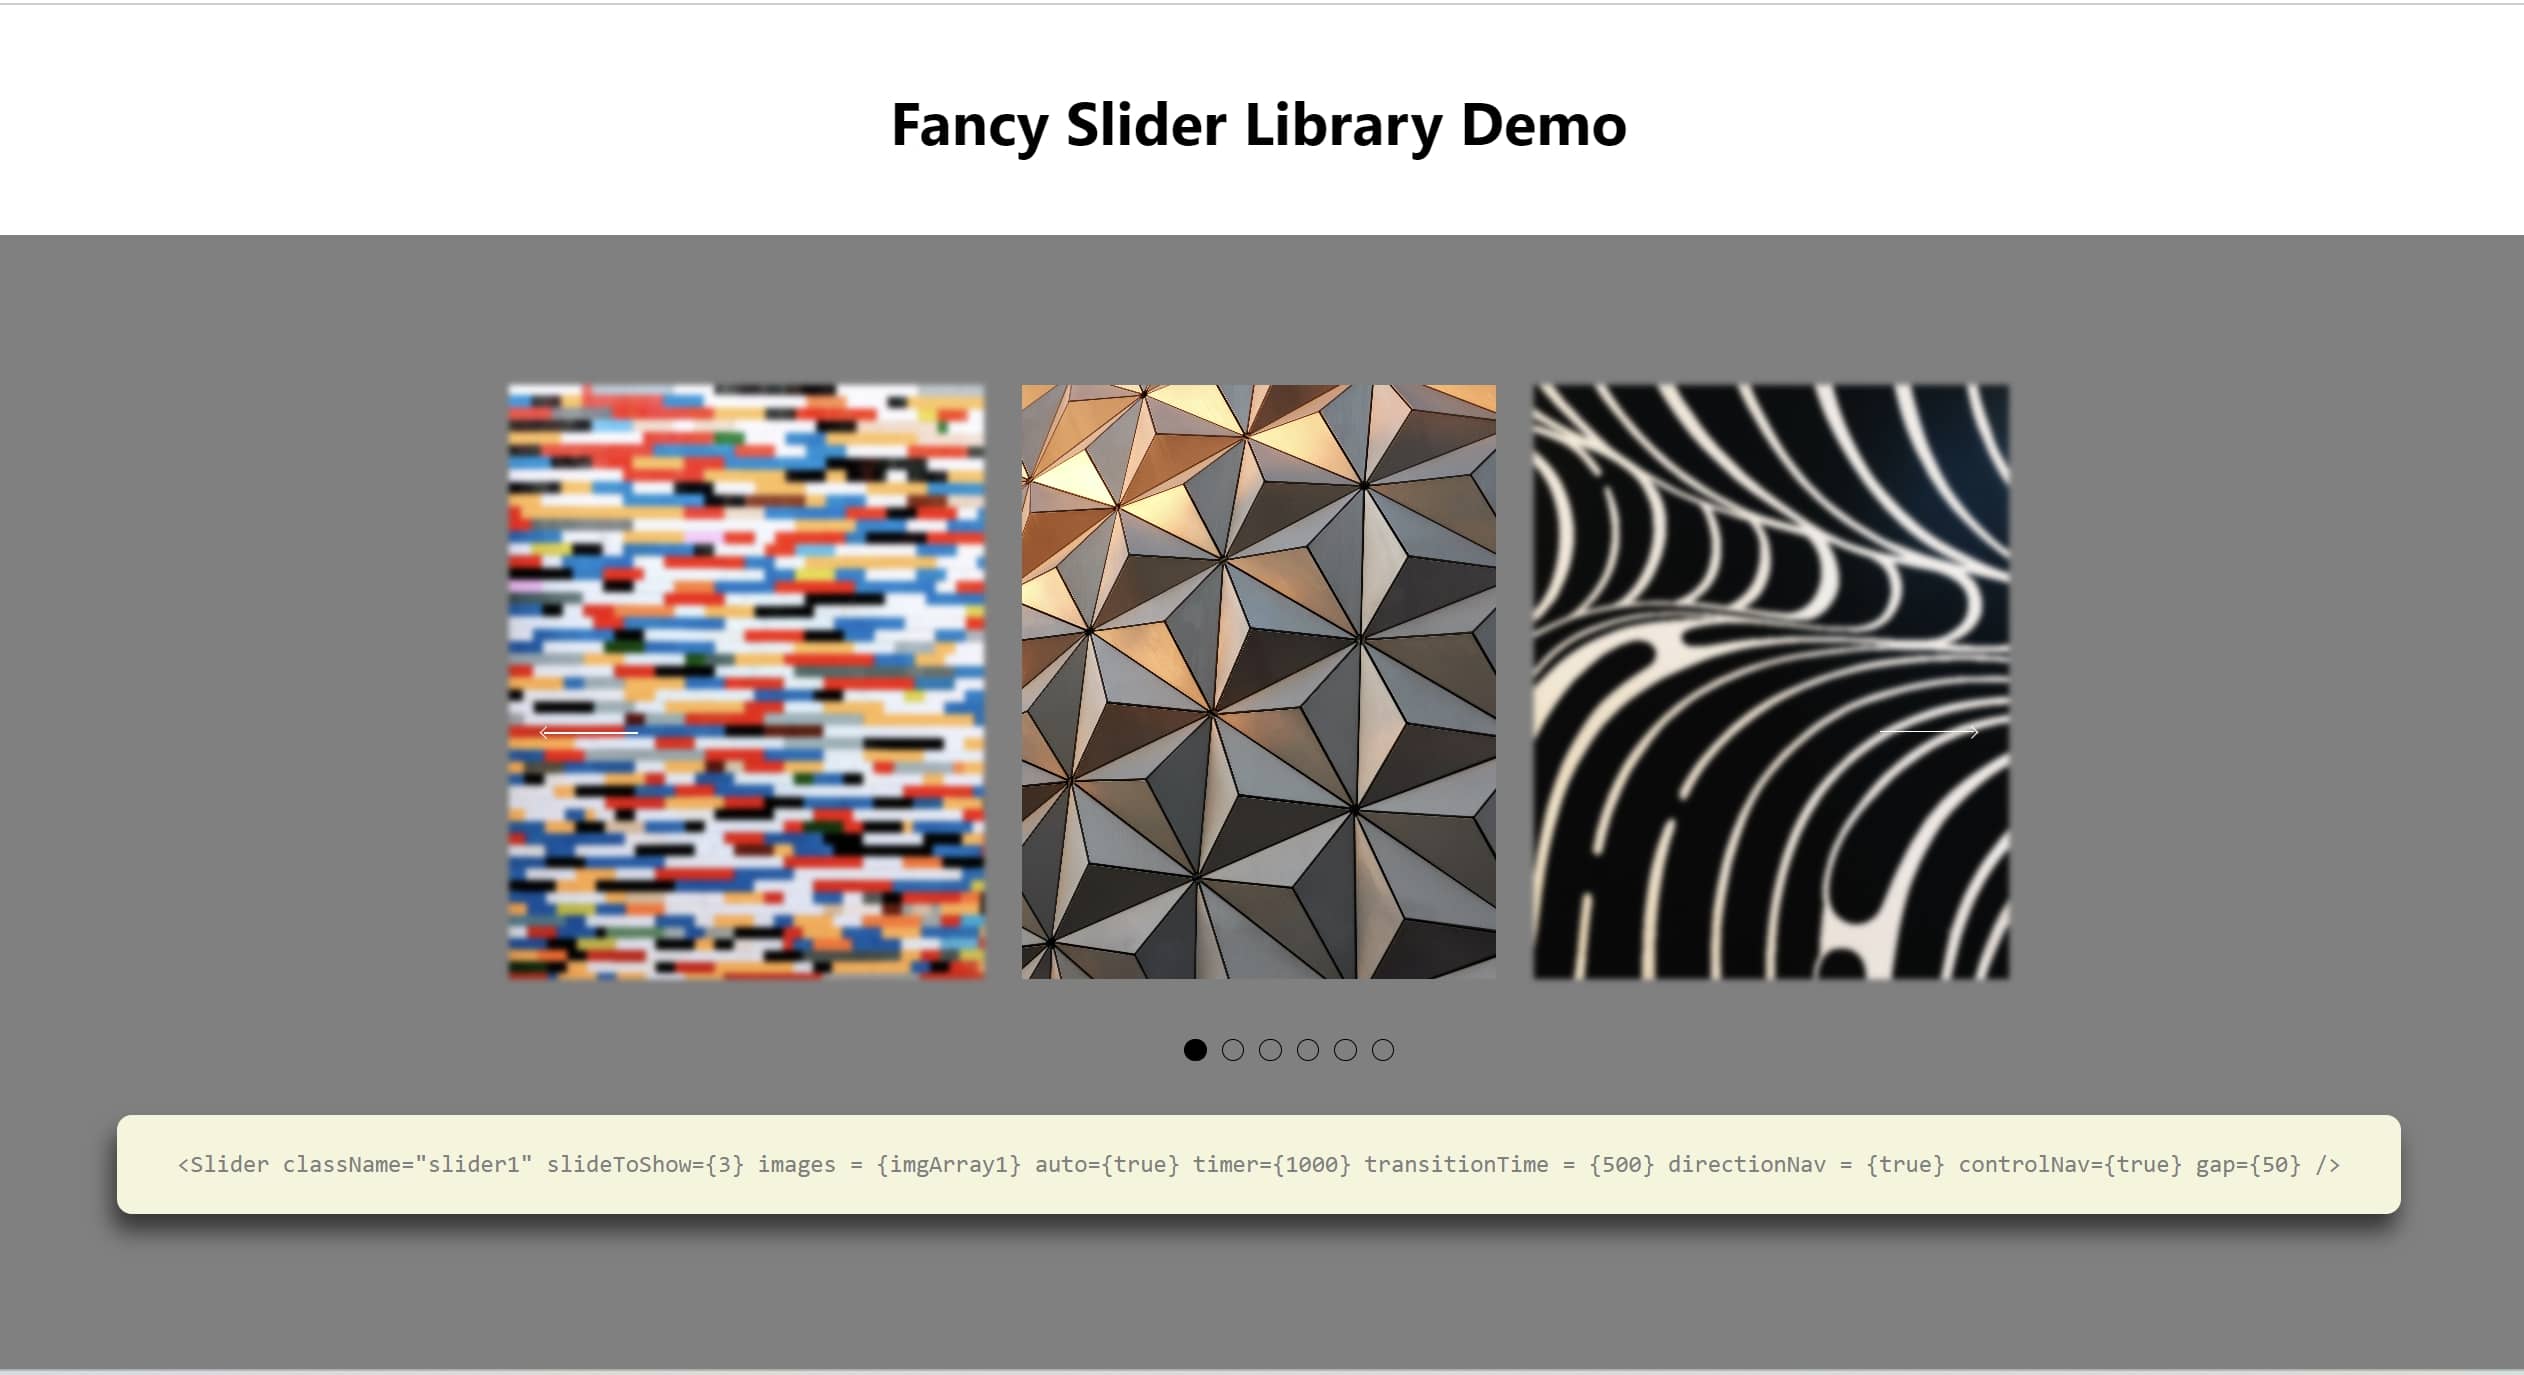 Fancy Slider Library Demo
<Slider className="slider1" slideToShow={3} images = {imgArray1} auto={true} timer={1000} transitionTime = {500} directionNav = {true} controlNav={true} gap={50} />